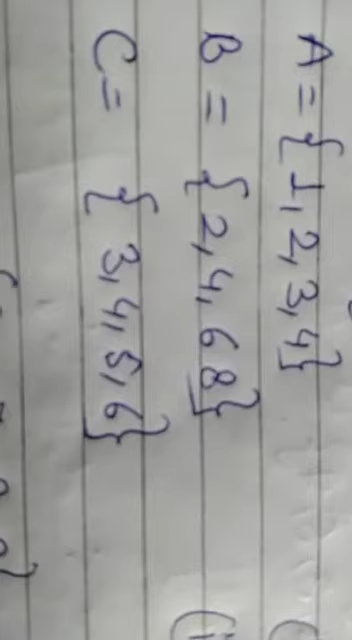 A = {1, 2, 3, 4}
B = {2, 4, 6 8}
C = {3, 4, 5, 6}